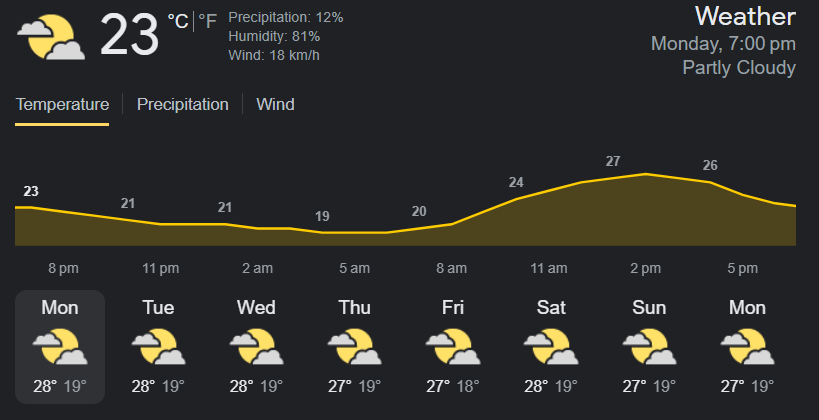 23 °C | °F
Precipitation: 12%
Humidity: 81%
Wind: 18 km/h
Weather
Monday, 7:00 pm
Partly Cloudy
Temperature | Precipitation | Wind
23 21 21 19 20 24 27 26
8 pm 11 pm 2 am 5 am 8 am 11 am 2 pm 5 pm
Mon Tue Wed Thu Fri Sat Sun Mon
28° 19° 28° 19° 28° 19° 27° 19° 27° 18° 28° 19° 27° 19° 27° 19°